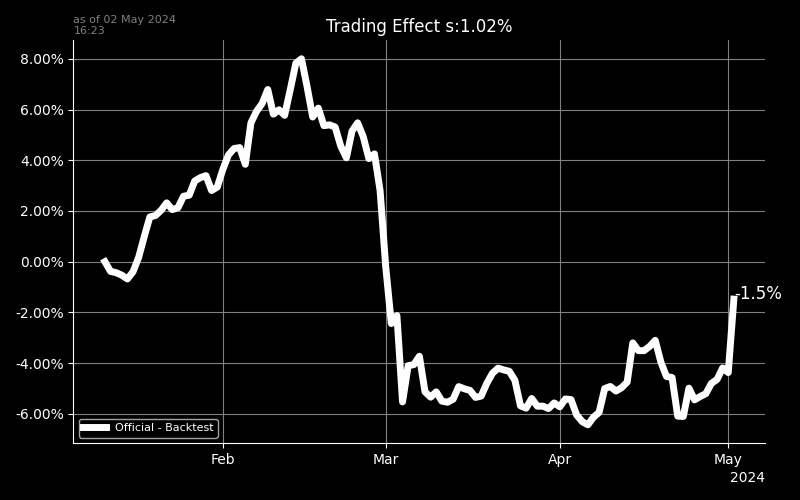 as of 02 May 2024
16:23
Trading Effect s:1.02%
8.00%
6.00%
4.00%
2.00%
0.00%
-2.00%
-4.00%
-6.00%
-1.5%
Official - Backtest
Feb Mar Apr May
2024